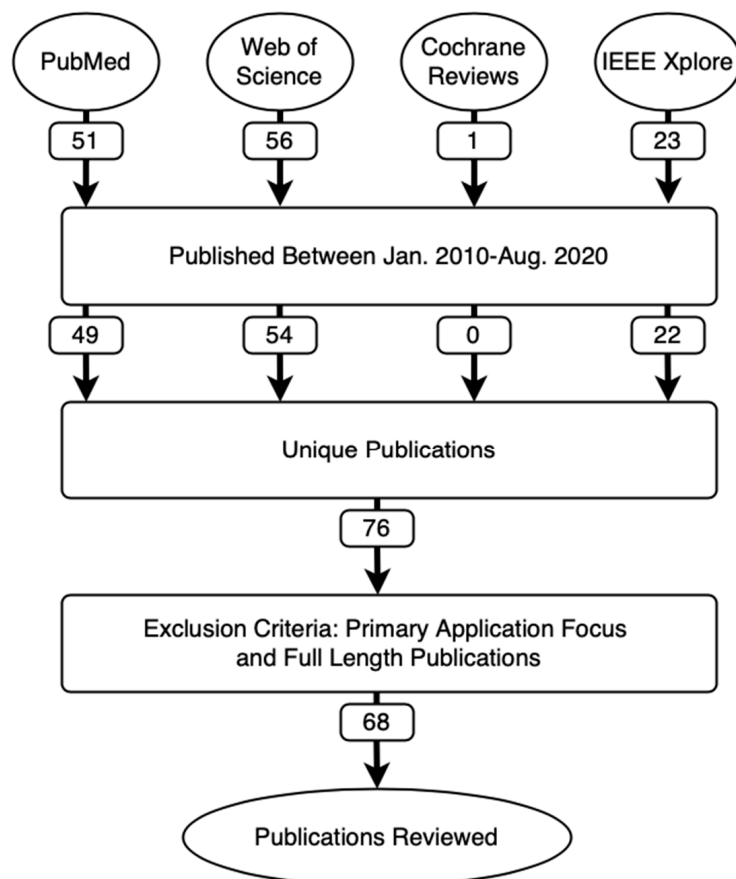 PubMed
Web of
Science
Cochrane
Reviews
IEEE Xplore
51
56
1
23
Published Between Jan. 2010-Aug. 2020
49
54
0
22
Unique Publications
76
Exclusion Criteria: Primary Application Focus
and Full Length Publications
68
Publications Reviewed